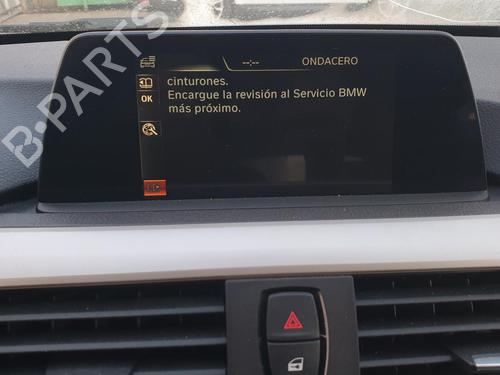 --:--
ONDACERO
cinturones.
OK
Encargue la revisión al Servicio BMW
más próximo.
B-PARTS